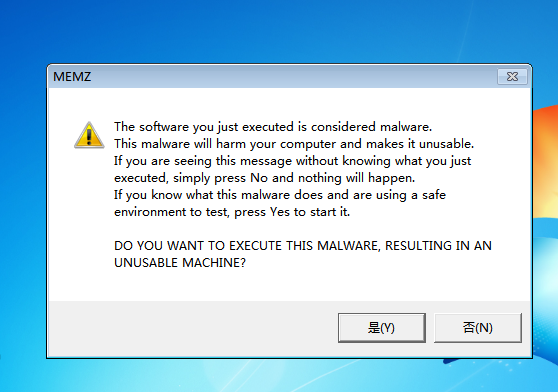 MEMZ
The software you just executed is considered malware.
This malware will harm your computer and makes it unusable.
If you are seeing this message without knowing what you just
executed, simply press No and nothing will happen.
If you know what this malware does and are using a safe
environment to test, press Yes to start it.
DO YOU WANT TO EXECUTE THIS MALWARE, RESULTING IN AN
UNUSABLE MACHINE?
是(Y) 否(N)